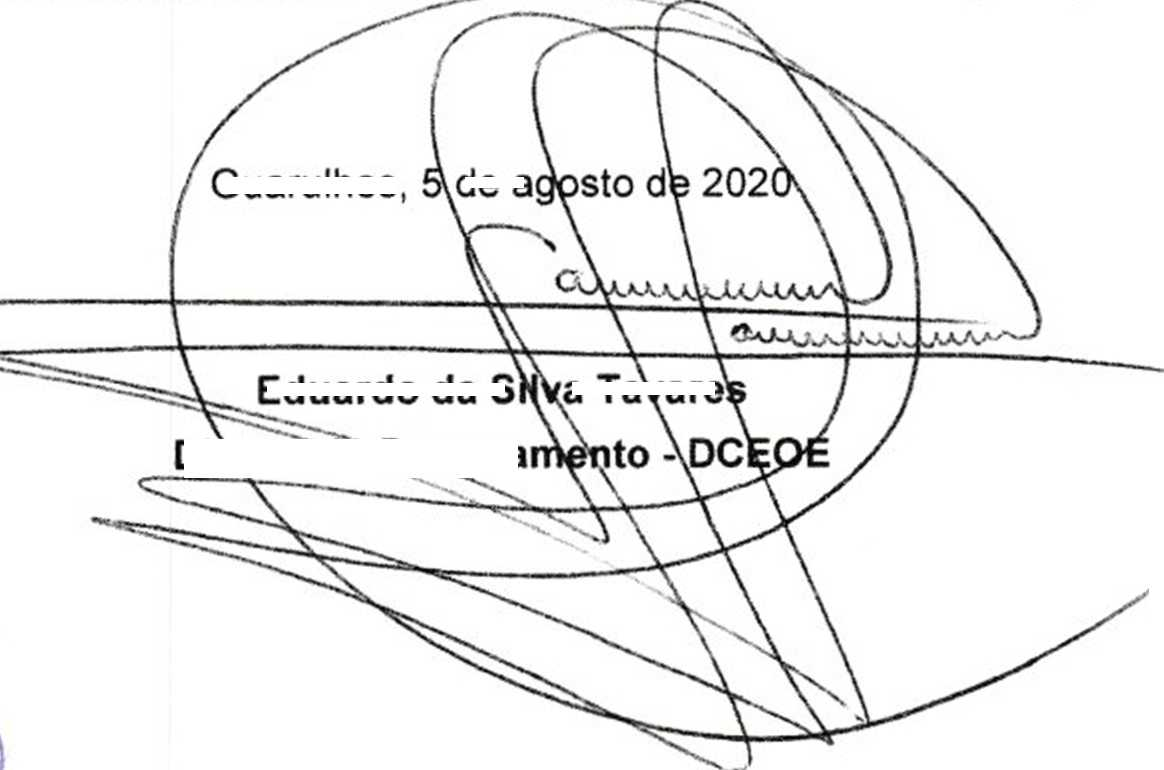 Guarulhos, 5 de agosto de 2020
Eduardo da Silva Tavares
amento - DCEOE